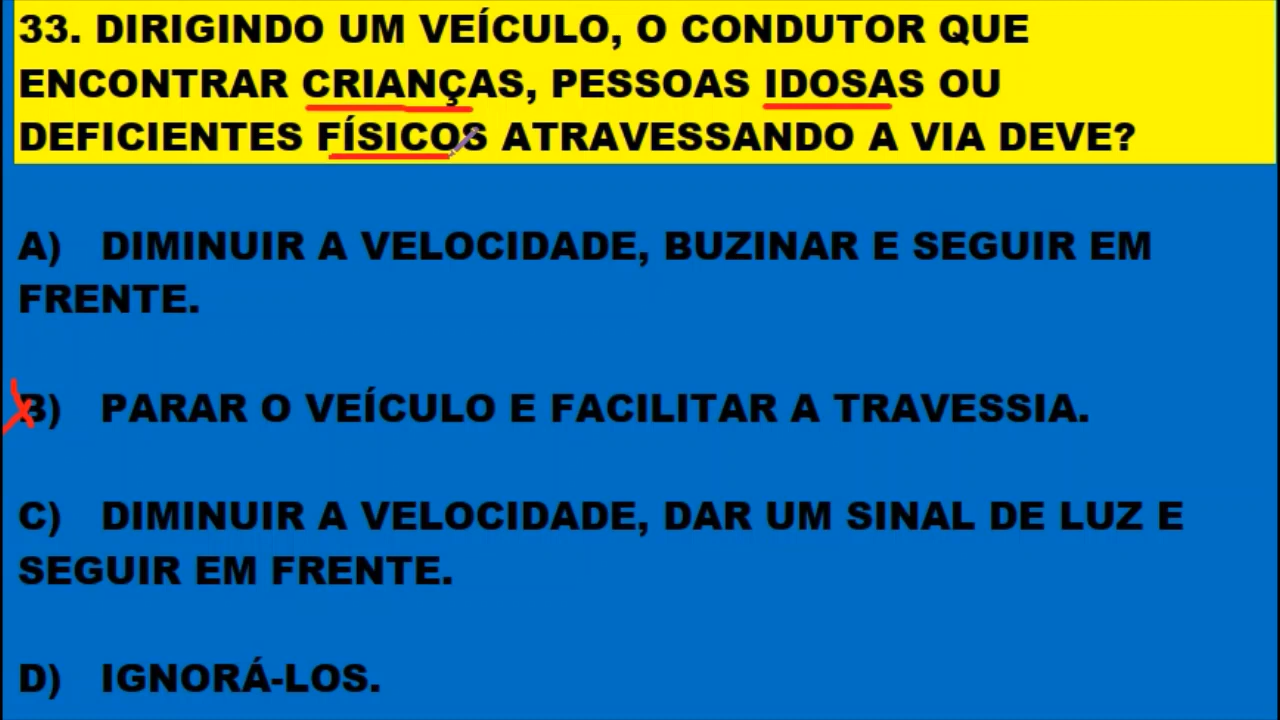 33. DIRIGINDO UM VEÍCULO, O CONDUTOR QUE
ENCONTRAR CRIANÇAS, PESSOAS IDOSAS OU
DEFICIENTES FÍSICOS ATRAVESSANDO A VIA DEVE?
A) DIMINUIR A VELOCIDADE, BUZINAR E SEGUIR EM
FRENTE.
B) PARAR O VEÍCULO E FACILITAR A TRAVESSIA.
C) DIMINUIR A VELOCIDADE, DAR UM SINAL DE LUZ E
SEGUIR EM FRENTE.
D) IGNORÁ-LOS.